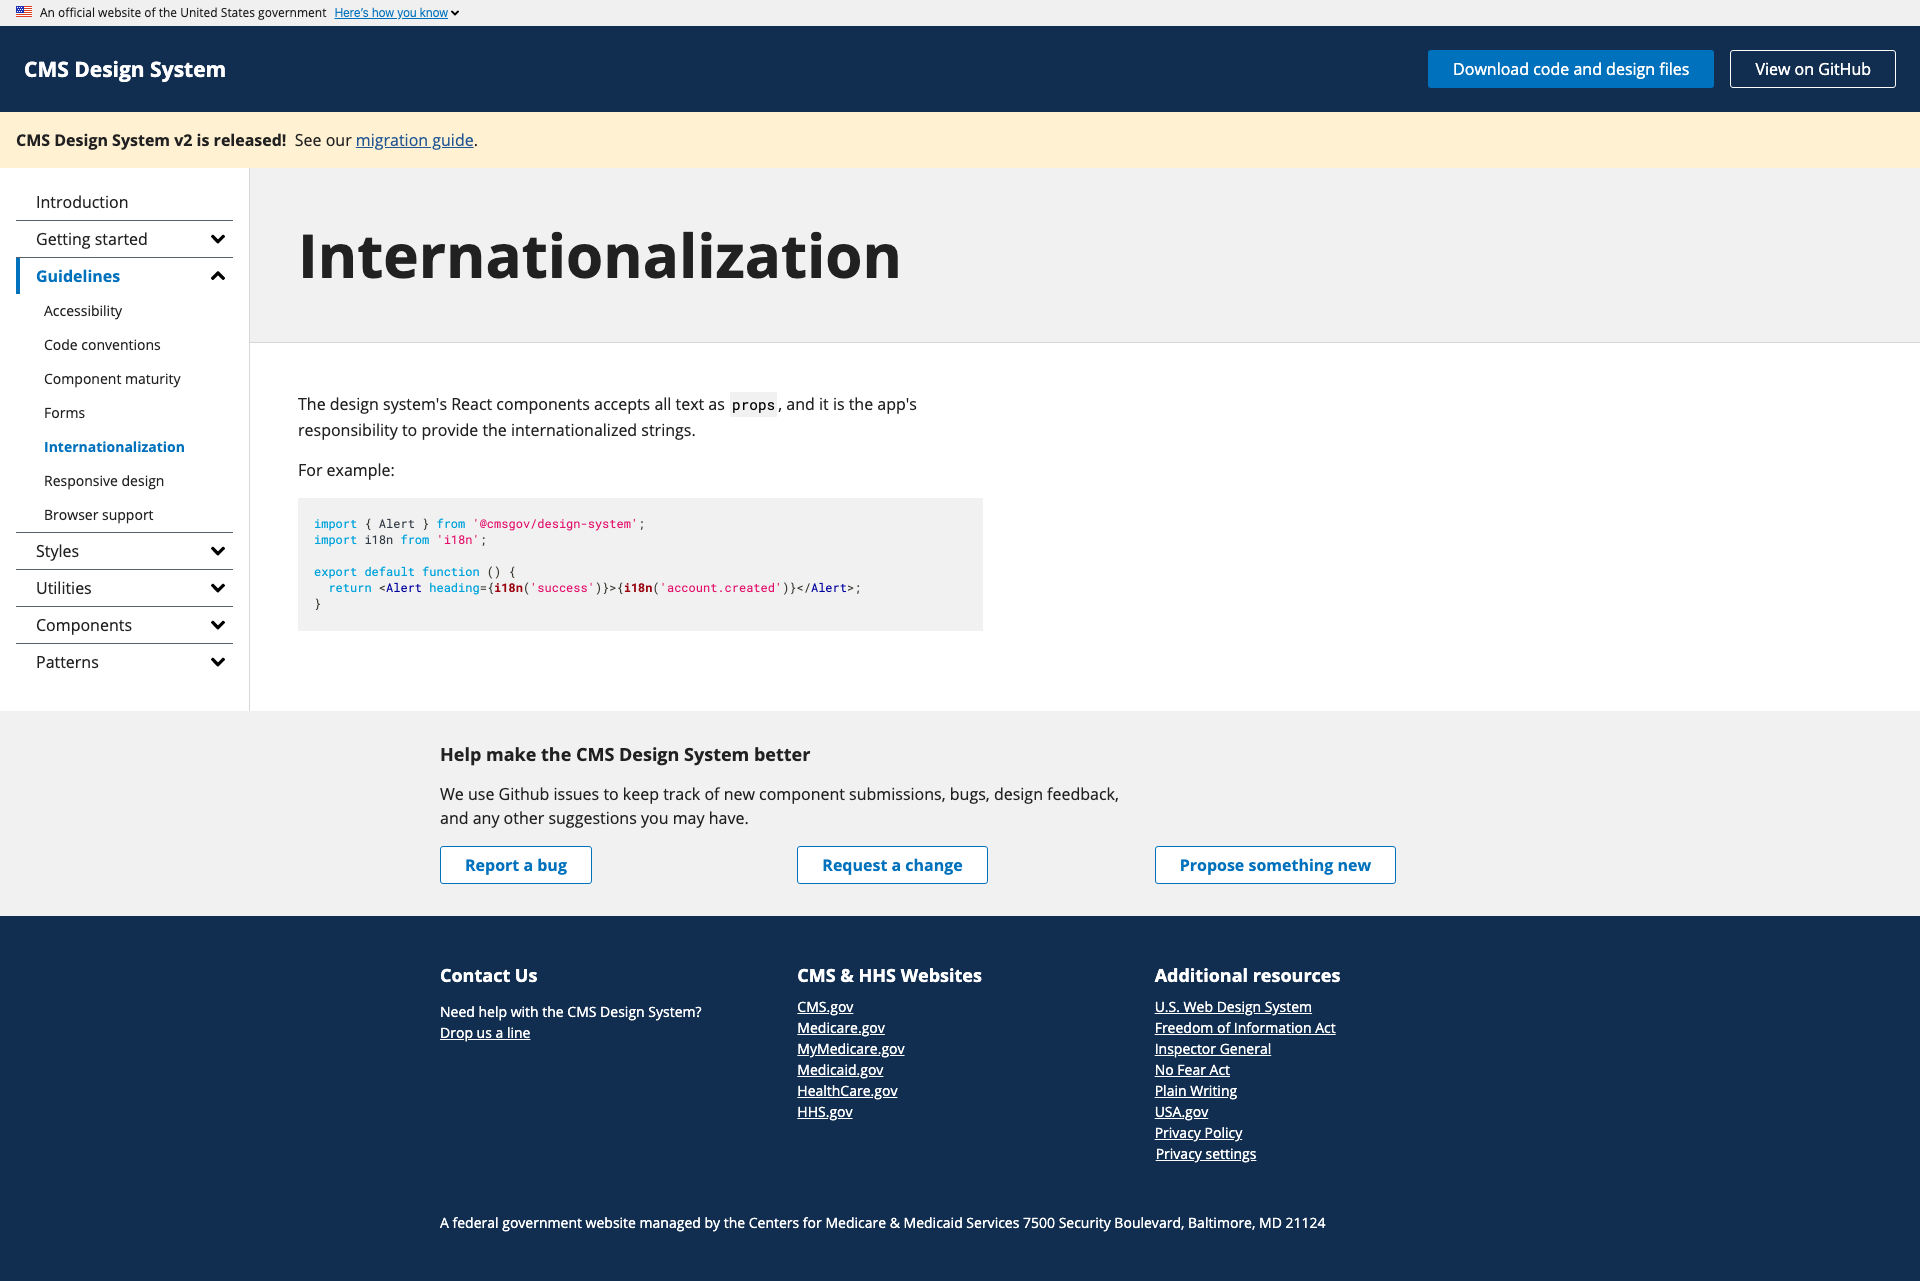 An official website of the United States government Here's how you know
CMS Design System
Download code and design files
View on GitHub
CMS Design System v2 is released! See our migration guide.
Introduction
Getting started
Guidelines
Accessibility
Code conventions
Component maturity
Forms
Internationalization
Responsive design
Browser support
Styles
Utilities
Components
Patterns
Internationalization
The design system's React components accepts all text as props, and it is the app's
responsibility to provide the internationalized strings.
For example:
import { Alert } from '@cmsgov/design-system';
import i18n from 'i18n';
export default function () {
  return <Alert heading={i18n('success')}>{i18n('account.created')}</Alert>;
}
Help make the CMS Design System better
We use Github issues to keep track of new component submissions, bugs, design feedback,
and any other suggestions you may have.
Report a bug
Request a change
Propose something new
Contact Us
Need help with the CMS Design System?
Drop us a line
CMS & HHS Websites
CMS.gov
Medicare.gov
MyMedicare.gov
Medicaid.gov
HealthCare.gov
HHS.gov
Additional resources
U.S. Web Design System
Freedom of Information Act
Inspector General
No Fear Act
Plain Writing
USA.gov
Privacy Policy
Privacy settings
A federal government website managed by the Centers for Medicare & Medicaid Services 7500 Security Boulevard, Baltimore, MD 21124